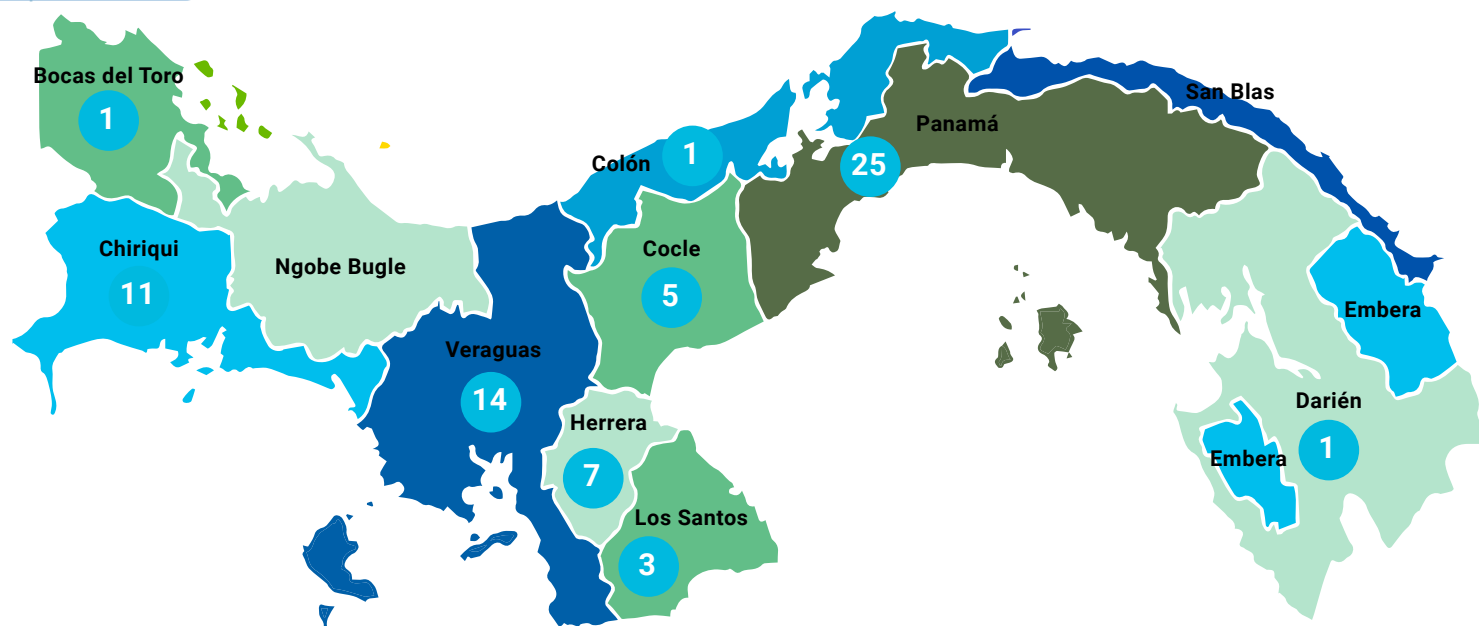 Bocas del Toro
1
San Blas
Panamá
Colón
1
25
Chiriqui
11
Ngobe Bugle
Cocle
5
Embera
Veraguas
14
Herrera
7
Darién
1
Embera
Los Santos
3